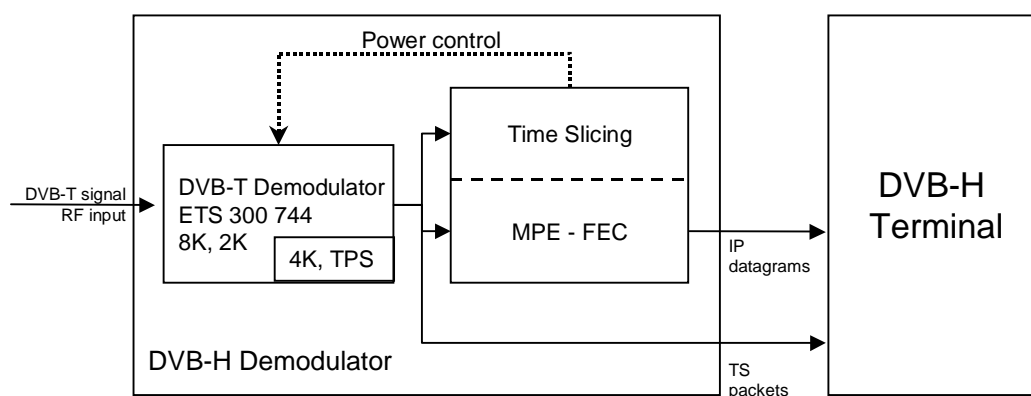 Power control
Time Slicing
DVB-T signal
RF input
DVB-T Demodulator
ETS 300 744
8K, 2K
4K, TPS
MPE - FEC
IP
datagrams
DVB-H
Terminal
DVB-H Demodulator
TS
packets